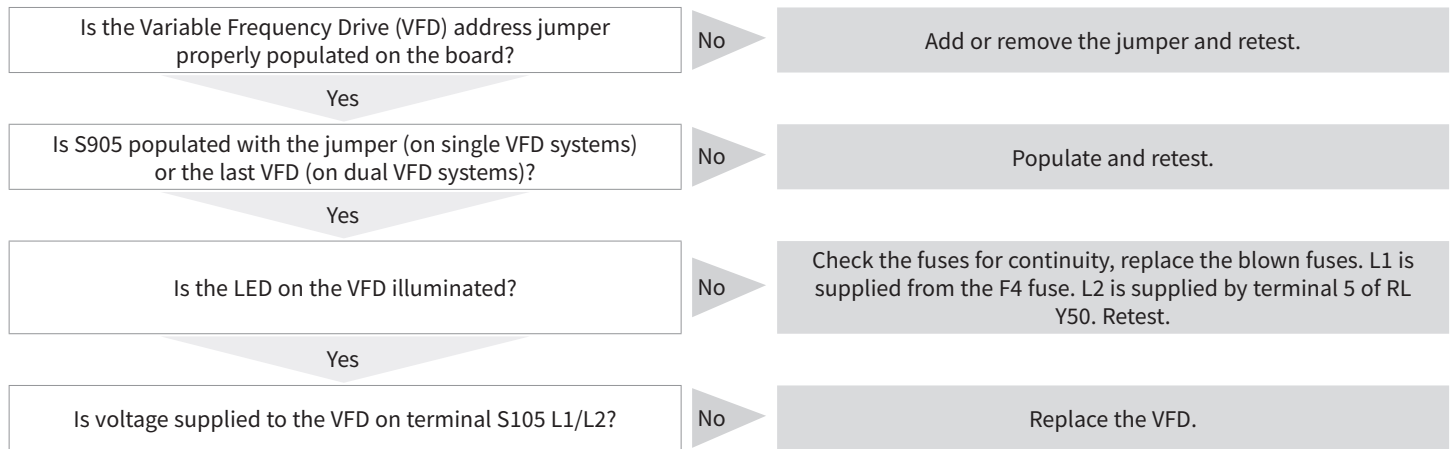 Is the Variable Frequency Drive (VFD) address jumper
properly populated on the board?
No
Add or remove the jumper and retest.
Yes
Is S905 populated with the jumper (on single VFD systems)
or the last VFD (on dual VFD systems)?
No
Populate and retest.
Yes
Is the LED on the VFD illuminated?
No
Check the fuses for continuity, replace the blown fuses. L1 is
supplied from the F4 fuse. L2 is supplied by terminal 5 of RL
Y50. Retest.
Yes
Is voltage supplied to the VFD on terminal S105 L1/L2?
No
Replace the VFD.